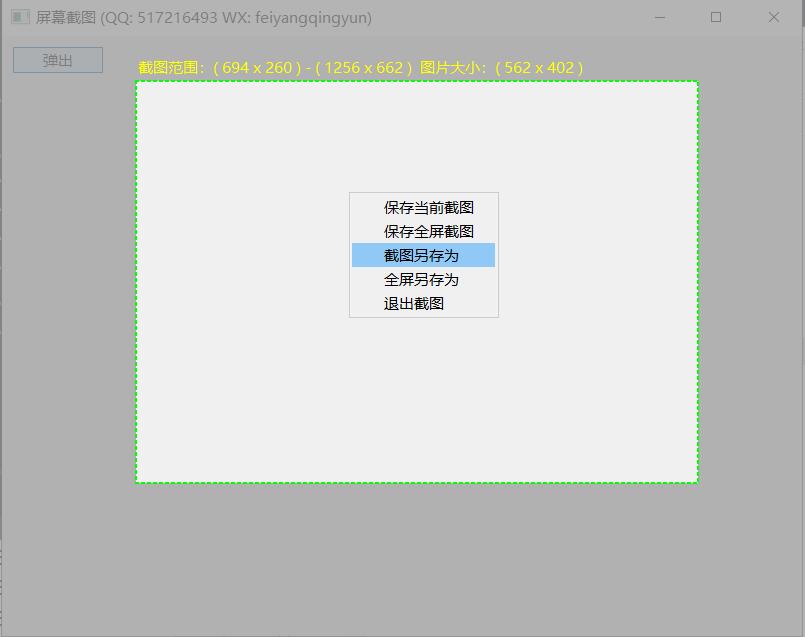 屏幕截图 (QQ: 517216493 WX: feiyangqingyun)
弹出
截图范围：( 694 x 260 ) - ( 1256 x 662 )  图片大小：( 562 x 402 )
保存当前截图
保存全屏截图
截图另存为
全屏另存为
退出截图